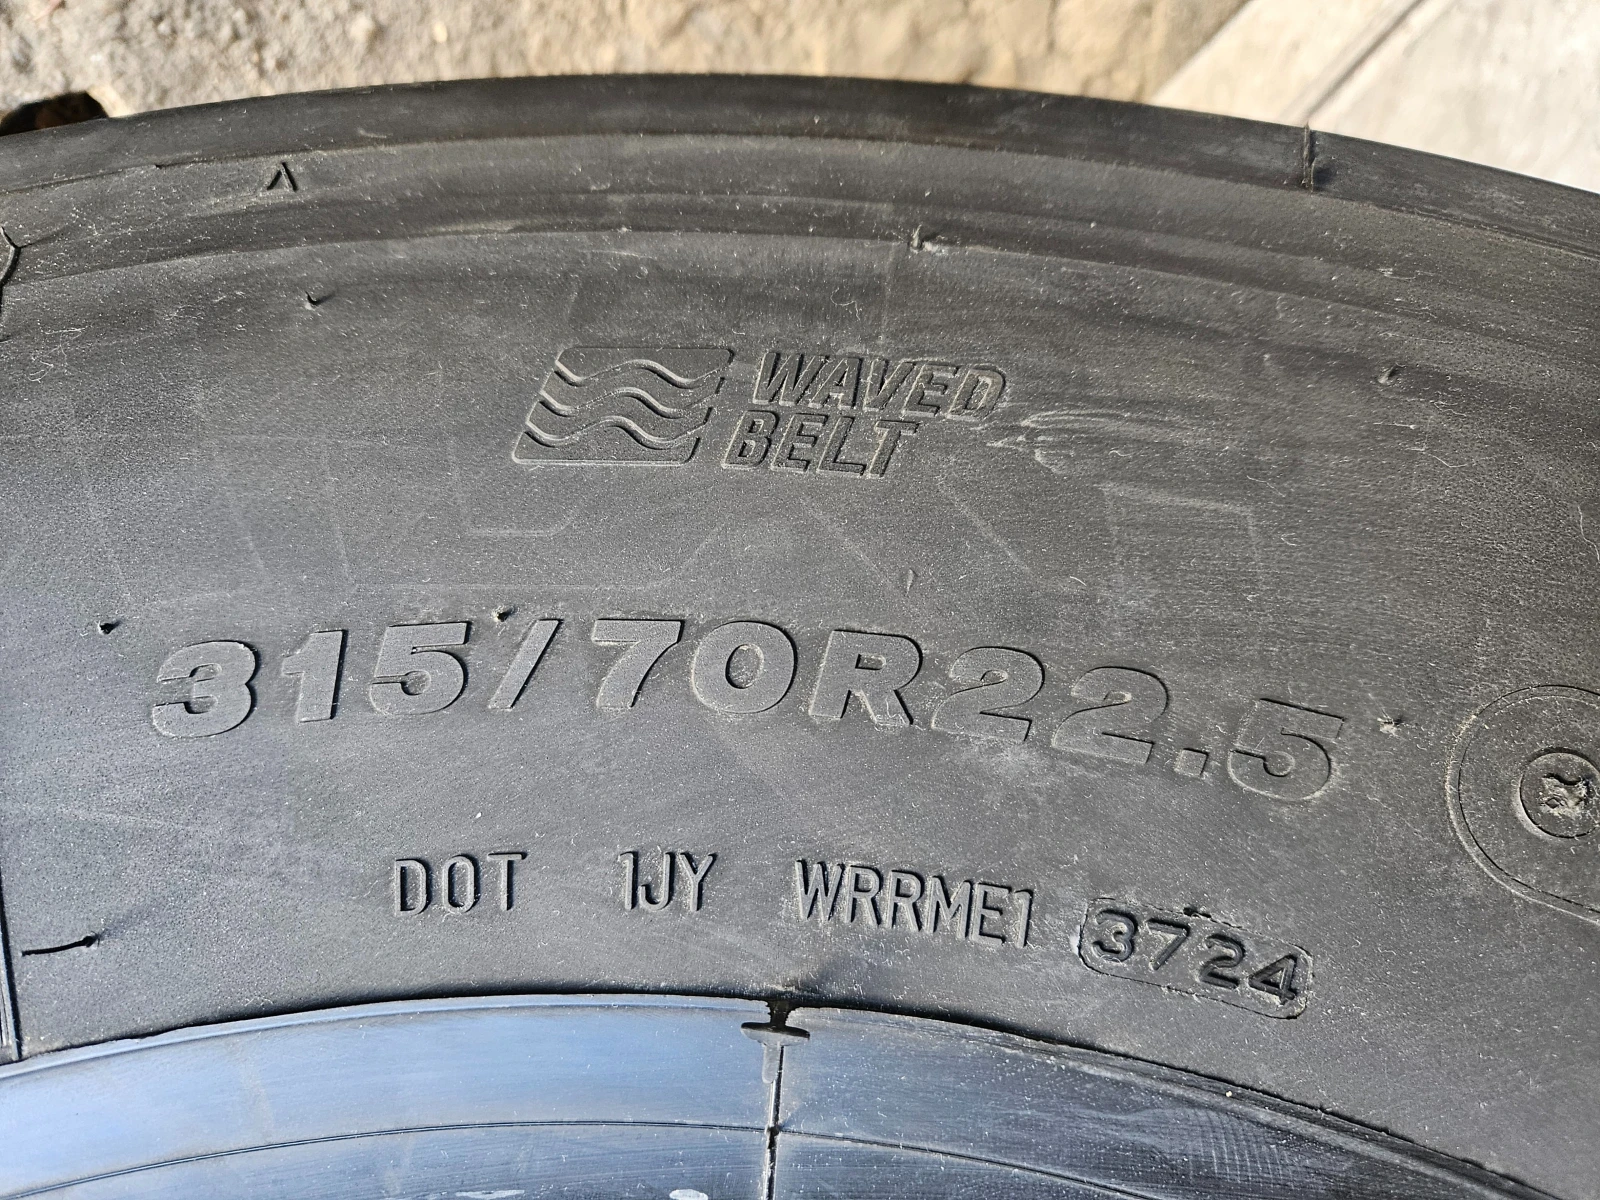 WAVED
BELT
315/70R22.5
DOT 1JY WRRME1 3724